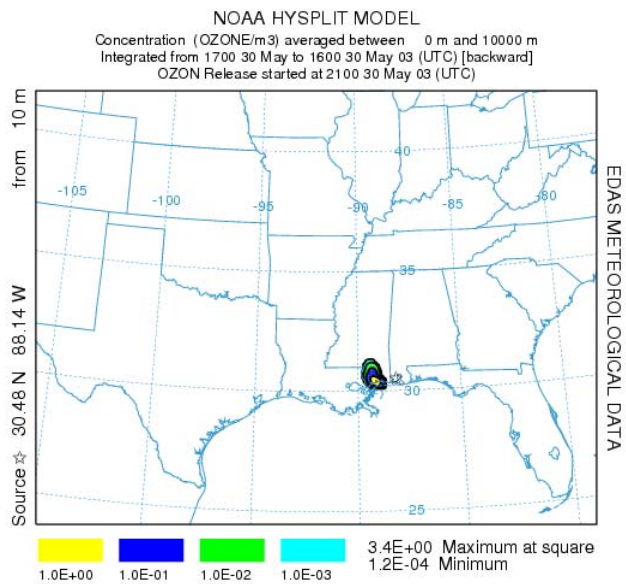 NOAA HYSPLIT MODEL
Concentration (OZONE/m3) averaged between 0 m and 10000 m
Integrated from 1700 30 May to 1600 30 May 03 (UTC) [backward]
OZON Release started at 2100 30 May 03 (UTC)
Source ☆ 30.48 N 88.14 W from 10 m
-105
-100
-95
-90
-85
-80
40
35
30
25
EDAS METEOROLOGICAL DATA
3.4E+00 Maximum at square
1.2E-04 Minimum
1.0E+00 1.0E-01 1.0E-02 1.0E-03